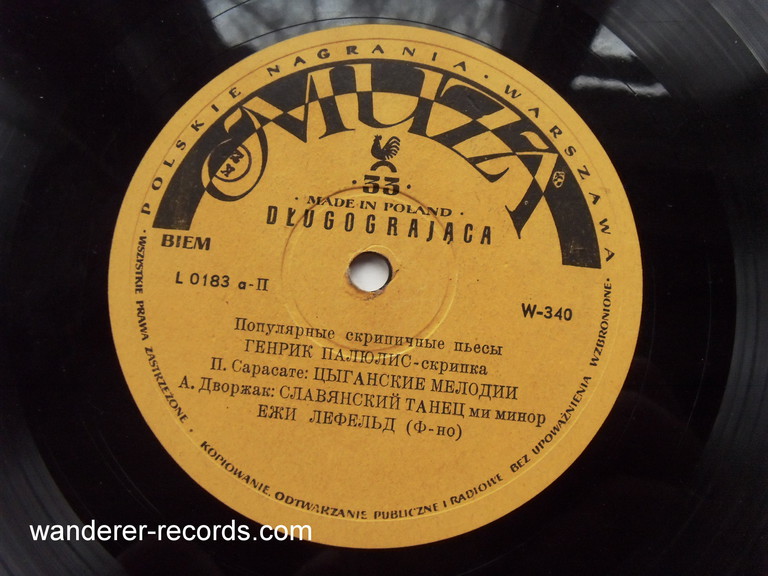 POLSKIE NAGRANIA · WARSZAWA
MUZA
PN
· 33 ·
· MADE IN POLAND ·
DŁUGOGRAJĄCA
BIEM
L 0183 a-П
W-340
Популярные скрипичные пьесы
ГЕНРИК ПАЛЮЛИС-скрипка
П. Сарасате: ЦЫГАНСКИЕ МЕЛОДИИ
А. Дворжак: СЛАВЯНСКИЙ ТАНЕЦ ми минор
ЕЖИ ЛЕФЕЛЬД (Ф-но)
· WSZYSTKIE PRAWA ZASTRZEŻONE · KOPIOWANIE, ODTWARZANIE PUBLICZNE I RADIOWE BEZ UPOWAŻNIENIA WZBRONIONE ·
wanderer-records.com